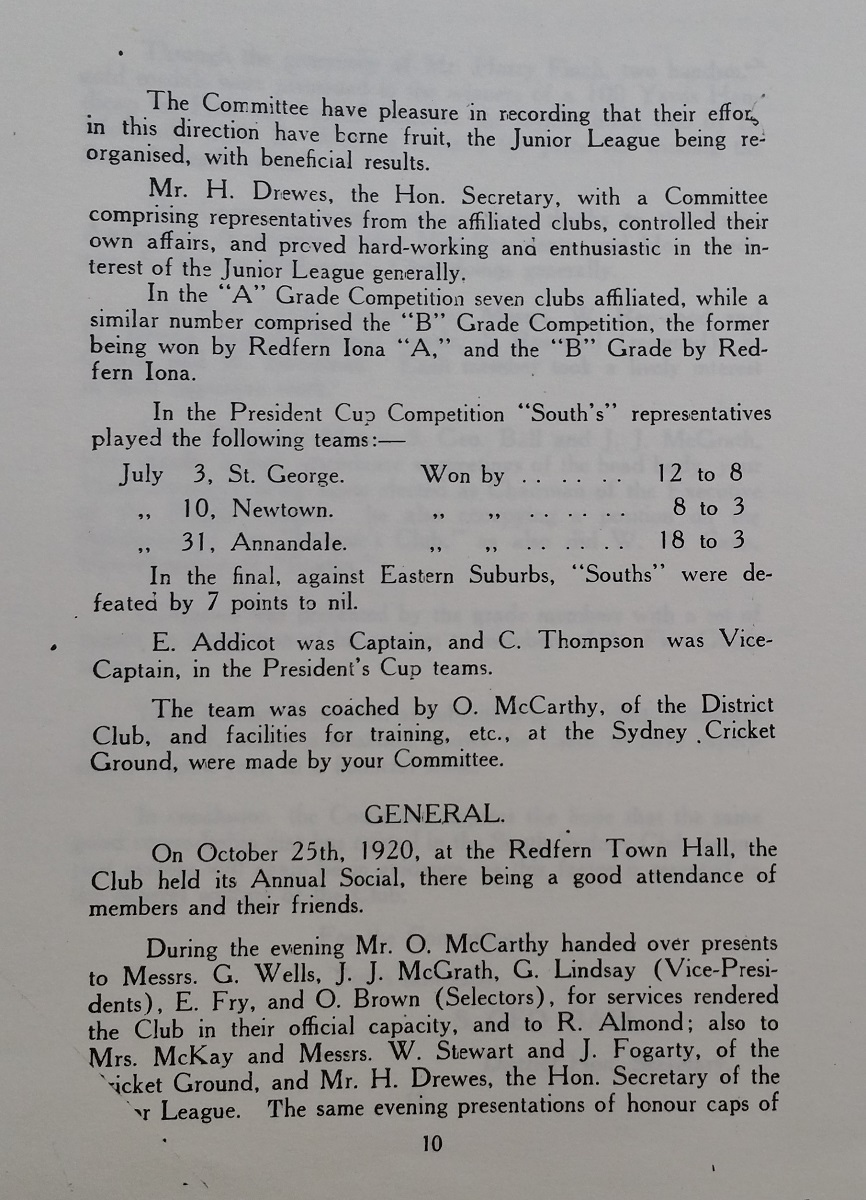 The Committee have pleasure in recording that their
in this direction have borne fruit, the Junior League being re-
organised, with beneficial results.
Mr. H. Drewes, the Hon. Secretary, with a Committee
comprising representatives from the affiliated clubs, controlled their
own affairs, and proved hard-working and enthusiastic in the in-
terest of the Junior League generally.
In the “A” Grade Competition seven clubs affiliated, while a
similar number comprised the “B” Grade Competition, the former
being won by Redfern Iona “A,” and the “B” Grade by Red-
fern Iona.
In the President Cup Competition “South's” representatives
played the following teams:—
July 3, St. George. Won by . . . . . . 12 to 8
,, 10, Newtown. ,, ,, . . . . . . 8 to 3
,, 31, Annandale. ,, ,, . . . . . . 18 to 3
In the final, against Eastern Suburbs, “Souths” were de-
feated by 7 points to nil.
E. Addicot was Captain, and C. Thompson was Vice-
Captain, in the President's Cup teams.
The team was coached by O. McCarthy, of the District
Club, and facilities for training, etc., at the Sydney Cricket
Ground, were made by your Committee.
GENERAL.
On October 25th, 1920, at the Redfern Town Hall, the
Club held its Annual Social, there being a good attendance of
members and their friends.
During the evening Mr. O. McCarthy handed over presents
to Messrs. G. Wells, J. J. McGrath, G. Lindsay (Vice-Presi-
dents), E. Fry, and O. Brown (Selectors), for services rendered
the Club in their official capacity, and to R. Almond; also to
Mrs. McKay and Messrs. W. Stewart and J. Fogarty, of the
Ground, and Mr. H. Drewes, the Hon. Secretary of the
League. The same evening presentations of honour caps of
10